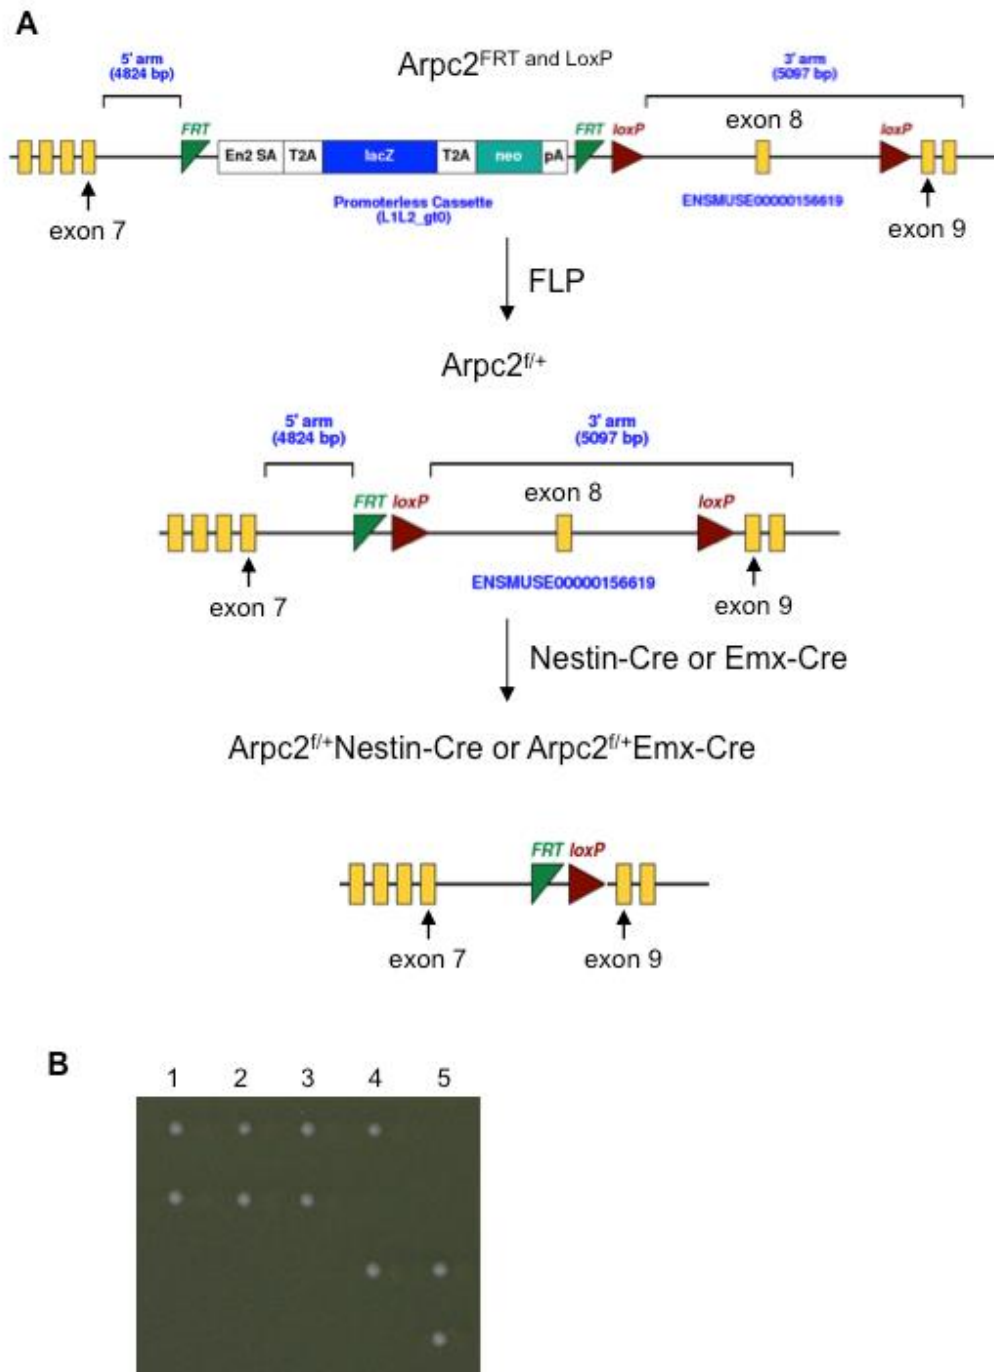 A
5' arm
(4824 bp)
Arpc2FRT and LoxP
3' arm
(5097 bp)
FRT
FRT
loxP
exon 8
loxP
En2 SA
T2A
lacZ
T2A
neo
pA
exon 7
Promoterless Cassette
(L1L2_gt0)
ENSMUSE00000156619
exon 9
FLP
Arpc2f/+
5' arm
(4824 bp)
3' arm
(5097 bp)
FRT
loxP
exon 8
loxP
exon 7
ENSMUSE00000156619
exon 9
Nestin-Cre or Emx-Cre
Arpc2f/+Nestin-Cre or Arpc2f/+Emx-Cre
FRT
loxP
exon 7
exon 9
B
1 2 3 4 5